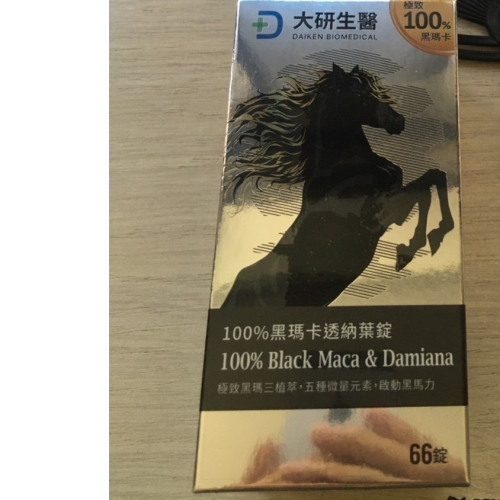 大研生醫
DAIKEN BIOMEDICAL
極致
100%
黑瑪卡
100%黑瑪卡透納葉錠
100% Black Maca & Damiana
極致黑瑪三植萃，五種微量元素，啟動黑馬力
66錠